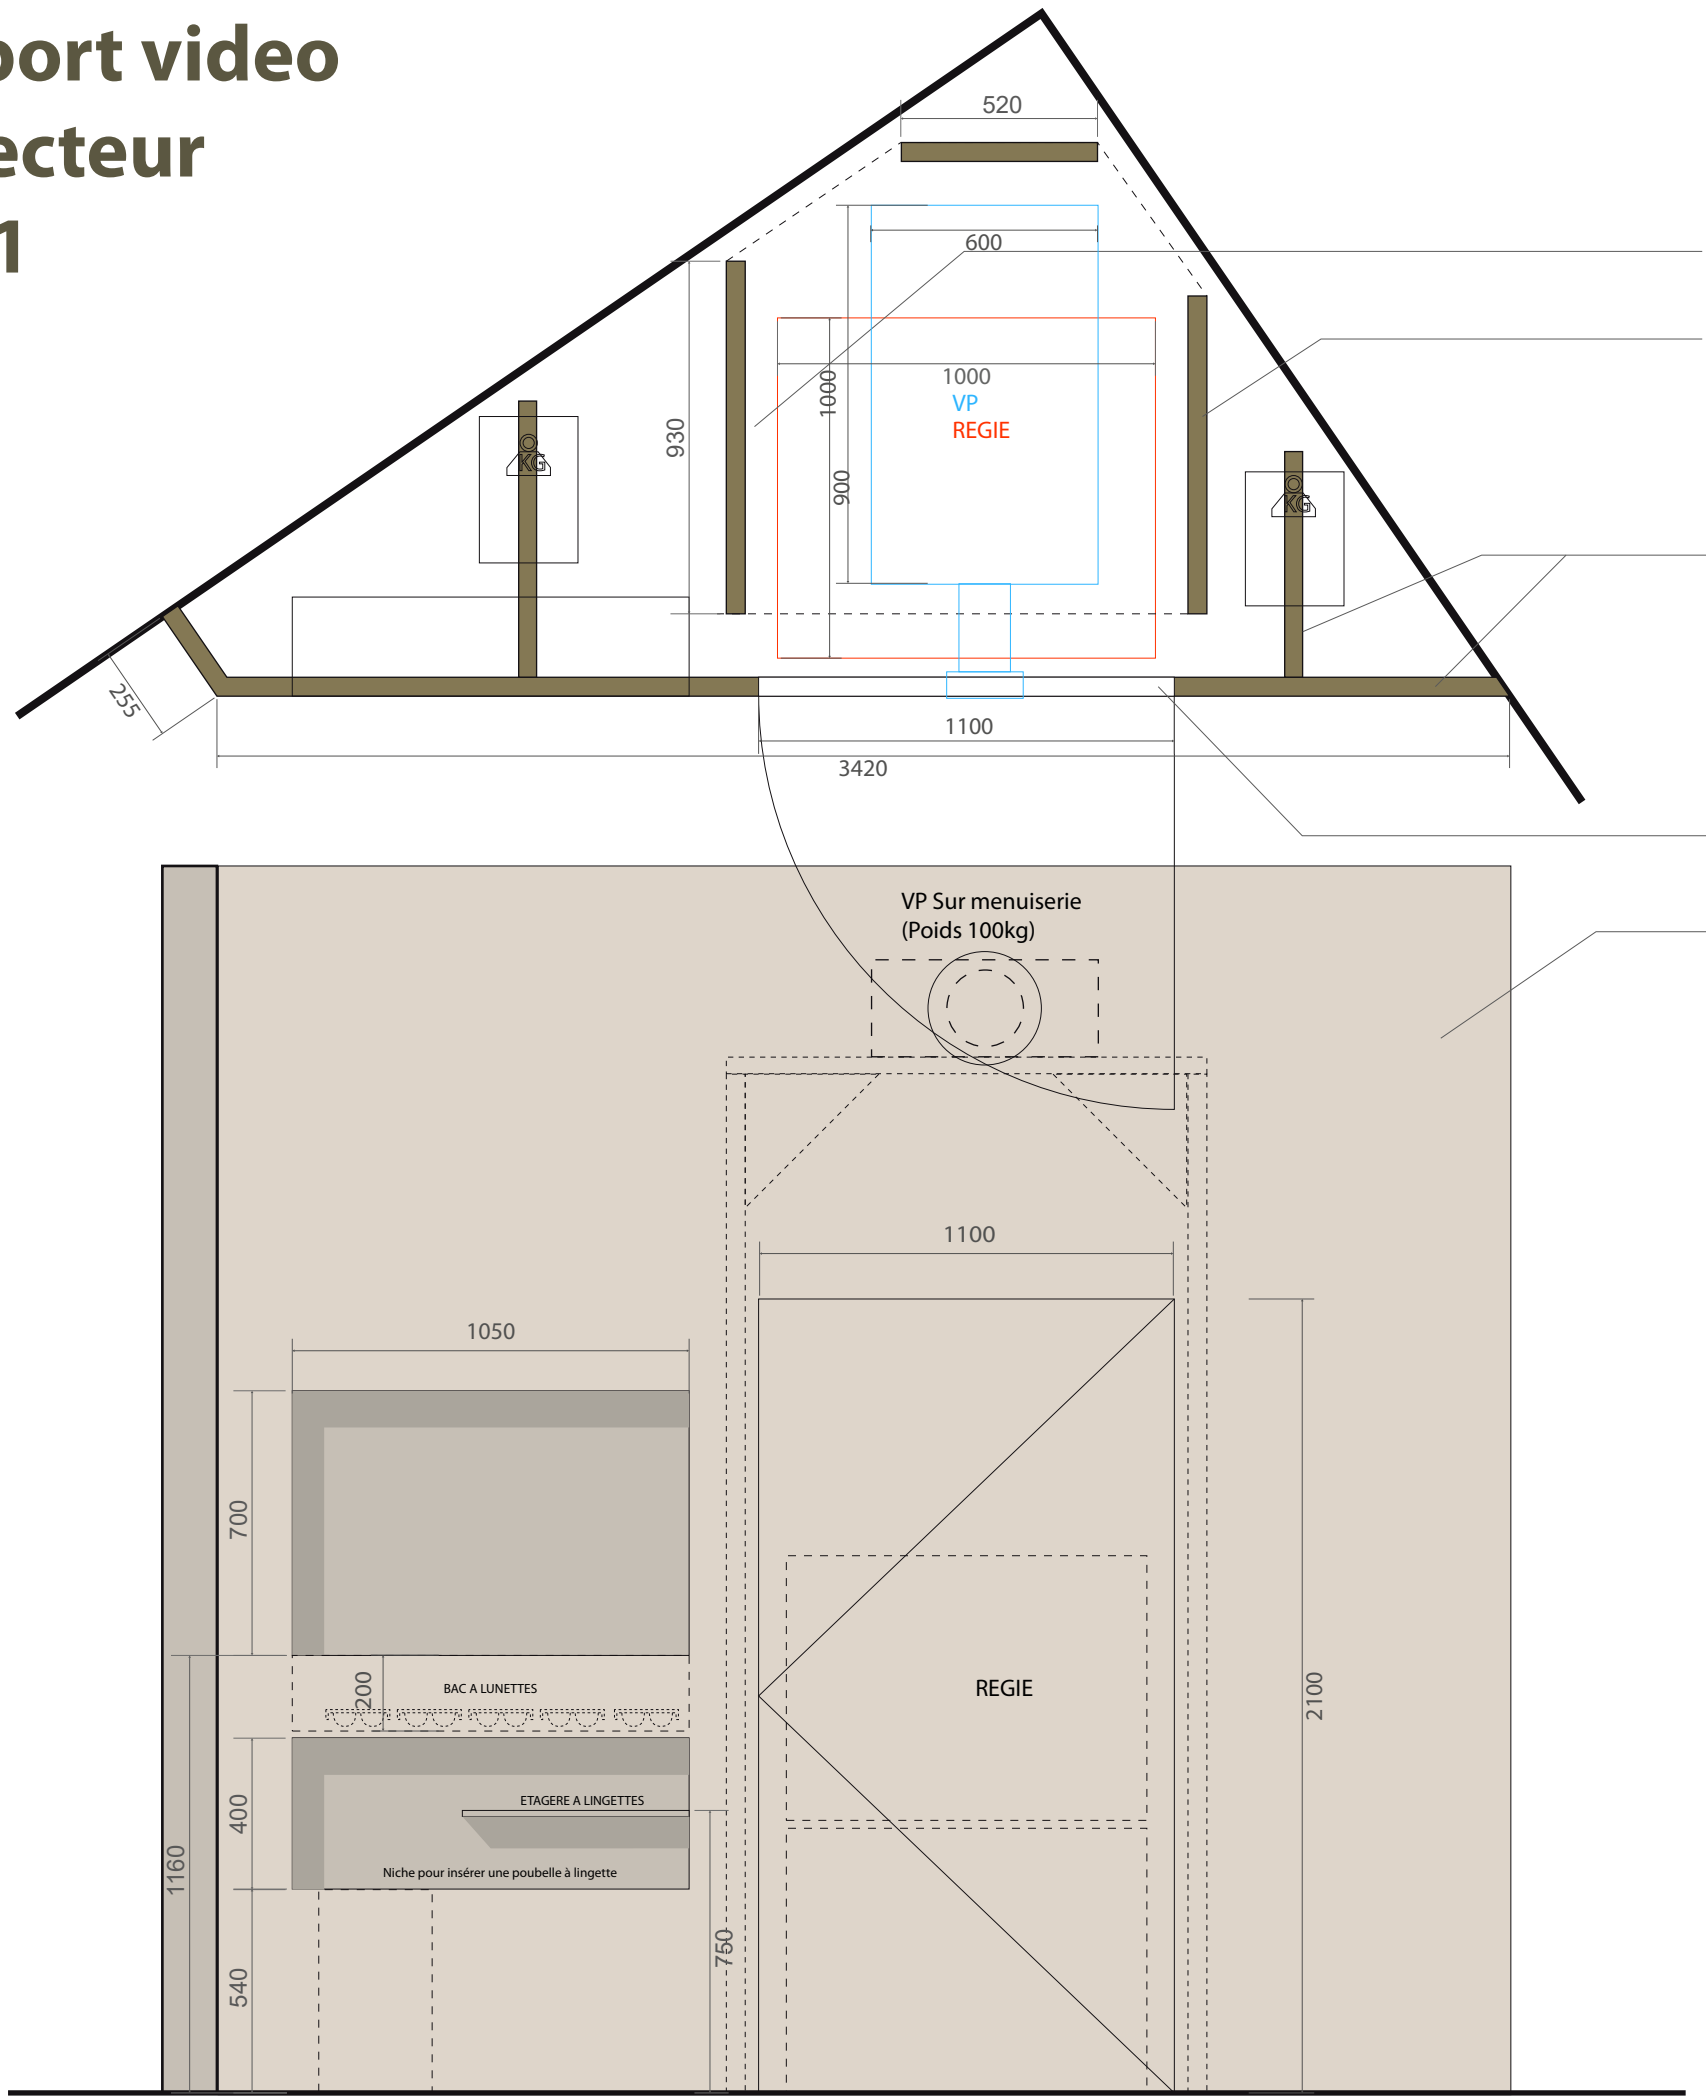 port video
ecteur
1
520
600
1000
1000
VP
REGIE
930
900
KG
KG
255
1100
3420
VP Sur menuiserie
(Poids 100kg)
1100
1050
700
200
BAC A LUNETTES
REGIE
2100
400
ETAGERE A LINGETTES
1160
Niche pour insérer une poubelle à lingette
750
540